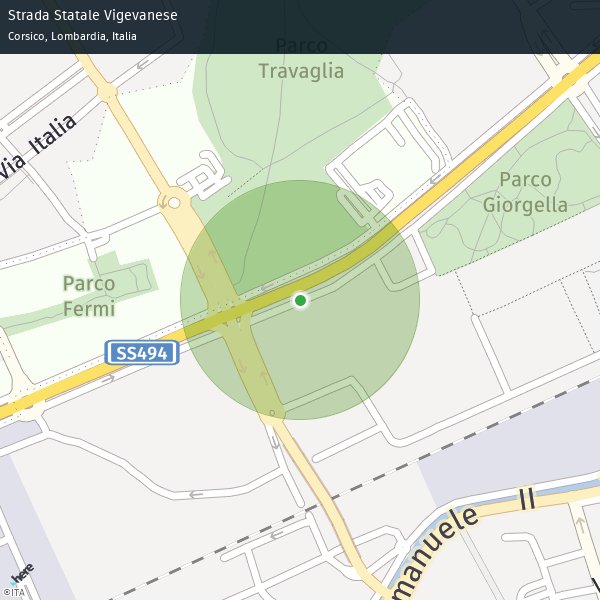 Strada Statale Vigevanese
Corsico, Lombardia, Italia
Parco
Travaglia
Via Italia
Parco
Giorgella
Parco
Fermi
SS494
manuele II
here
©ITA